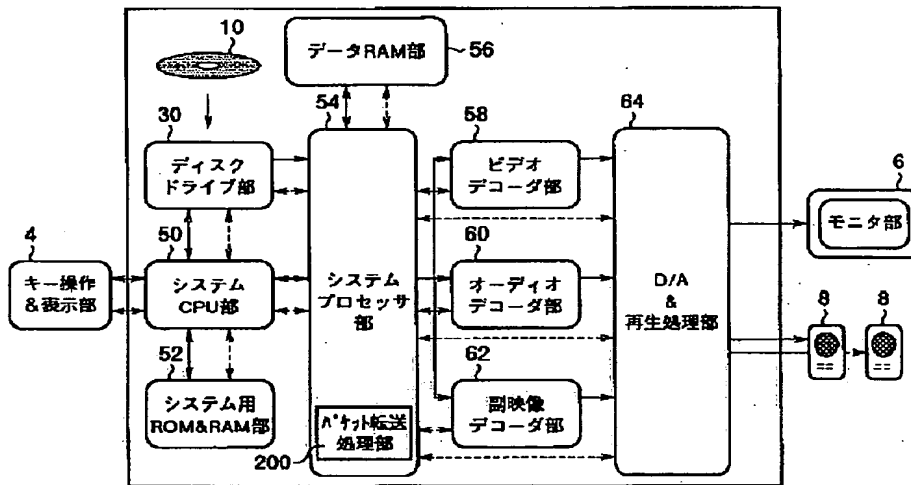 10
データRAM部
56
30
54
58
64
ディスク
ドライブ部
ビデオ
デコーダ部
6
モニタ部
4
50
60
キー操作
&表示部
システム
CPU部
システム
プロセッサ
部
オーディオ
デコーダ部
D/A
&
再生処理部
8
8
52
62
システム用
ROM&RAM部
副映像
デコーダ部
パケット転送
処理部
200